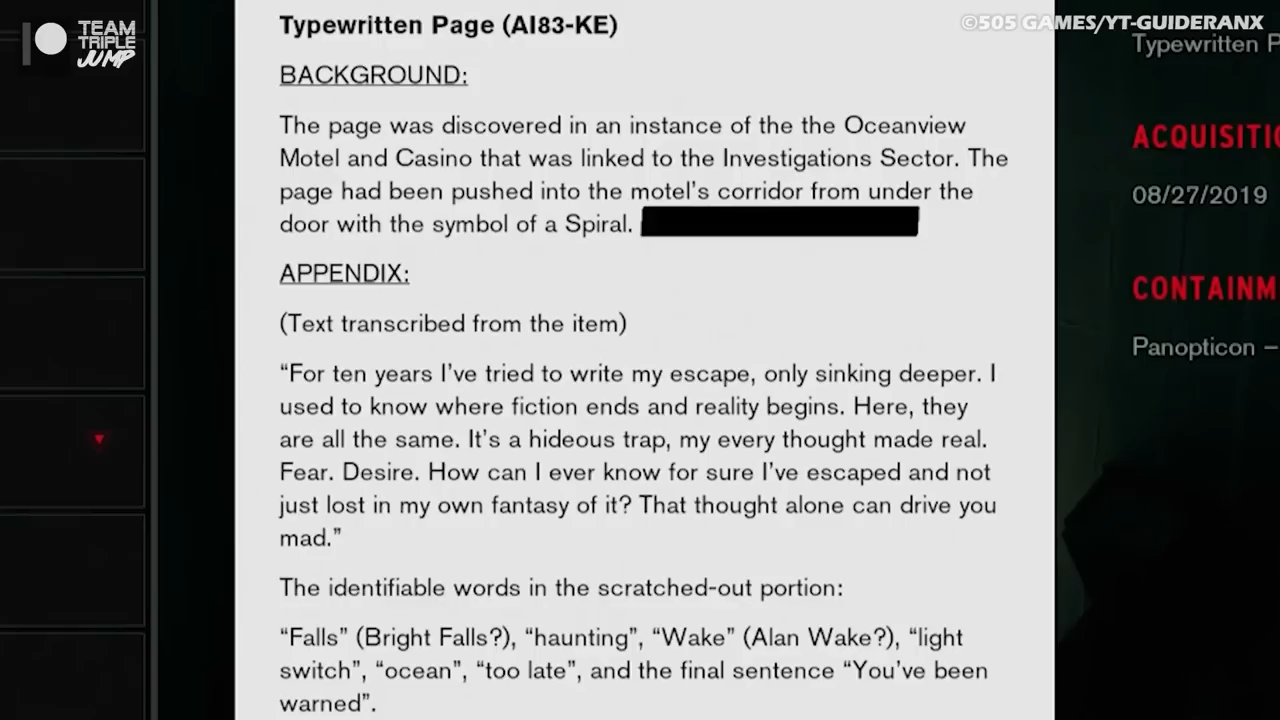 TEAM
TRIPLE
JUMP
©505 GAMES/YT-GUIDERANX
Typewritten Page (AI83-KE)
BACKGROUND:
The page was discovered in an instance of the the Oceanview
Motel and Casino that was linked to the Investigations Sector. The
page had been pushed into the motel's corridor from under the
door with the symbol of a Spiral.
APPENDIX:
(Text transcribed from the item)
“For ten years I've tried to write my escape, only sinking deeper. I
used to know where fiction ends and reality begins. Here, they
are all the same. It's a hideous trap, my every thought made real.
Fear. Desire. How can I ever know for sure I've escaped and not
just lost in my own fantasy of it? That thought alone can drive you
mad.”
The identifiable words in the scratched-out portion:
“Falls” (Bright Falls?), “haunting”, “Wake” (Alan Wake?), “light
switch”, “ocean”, “too late”, and the final sentence “You've been
warned”.
Typewritten P
ACQUISITIO
08/27/2019
CONTAINM
Panopticon –